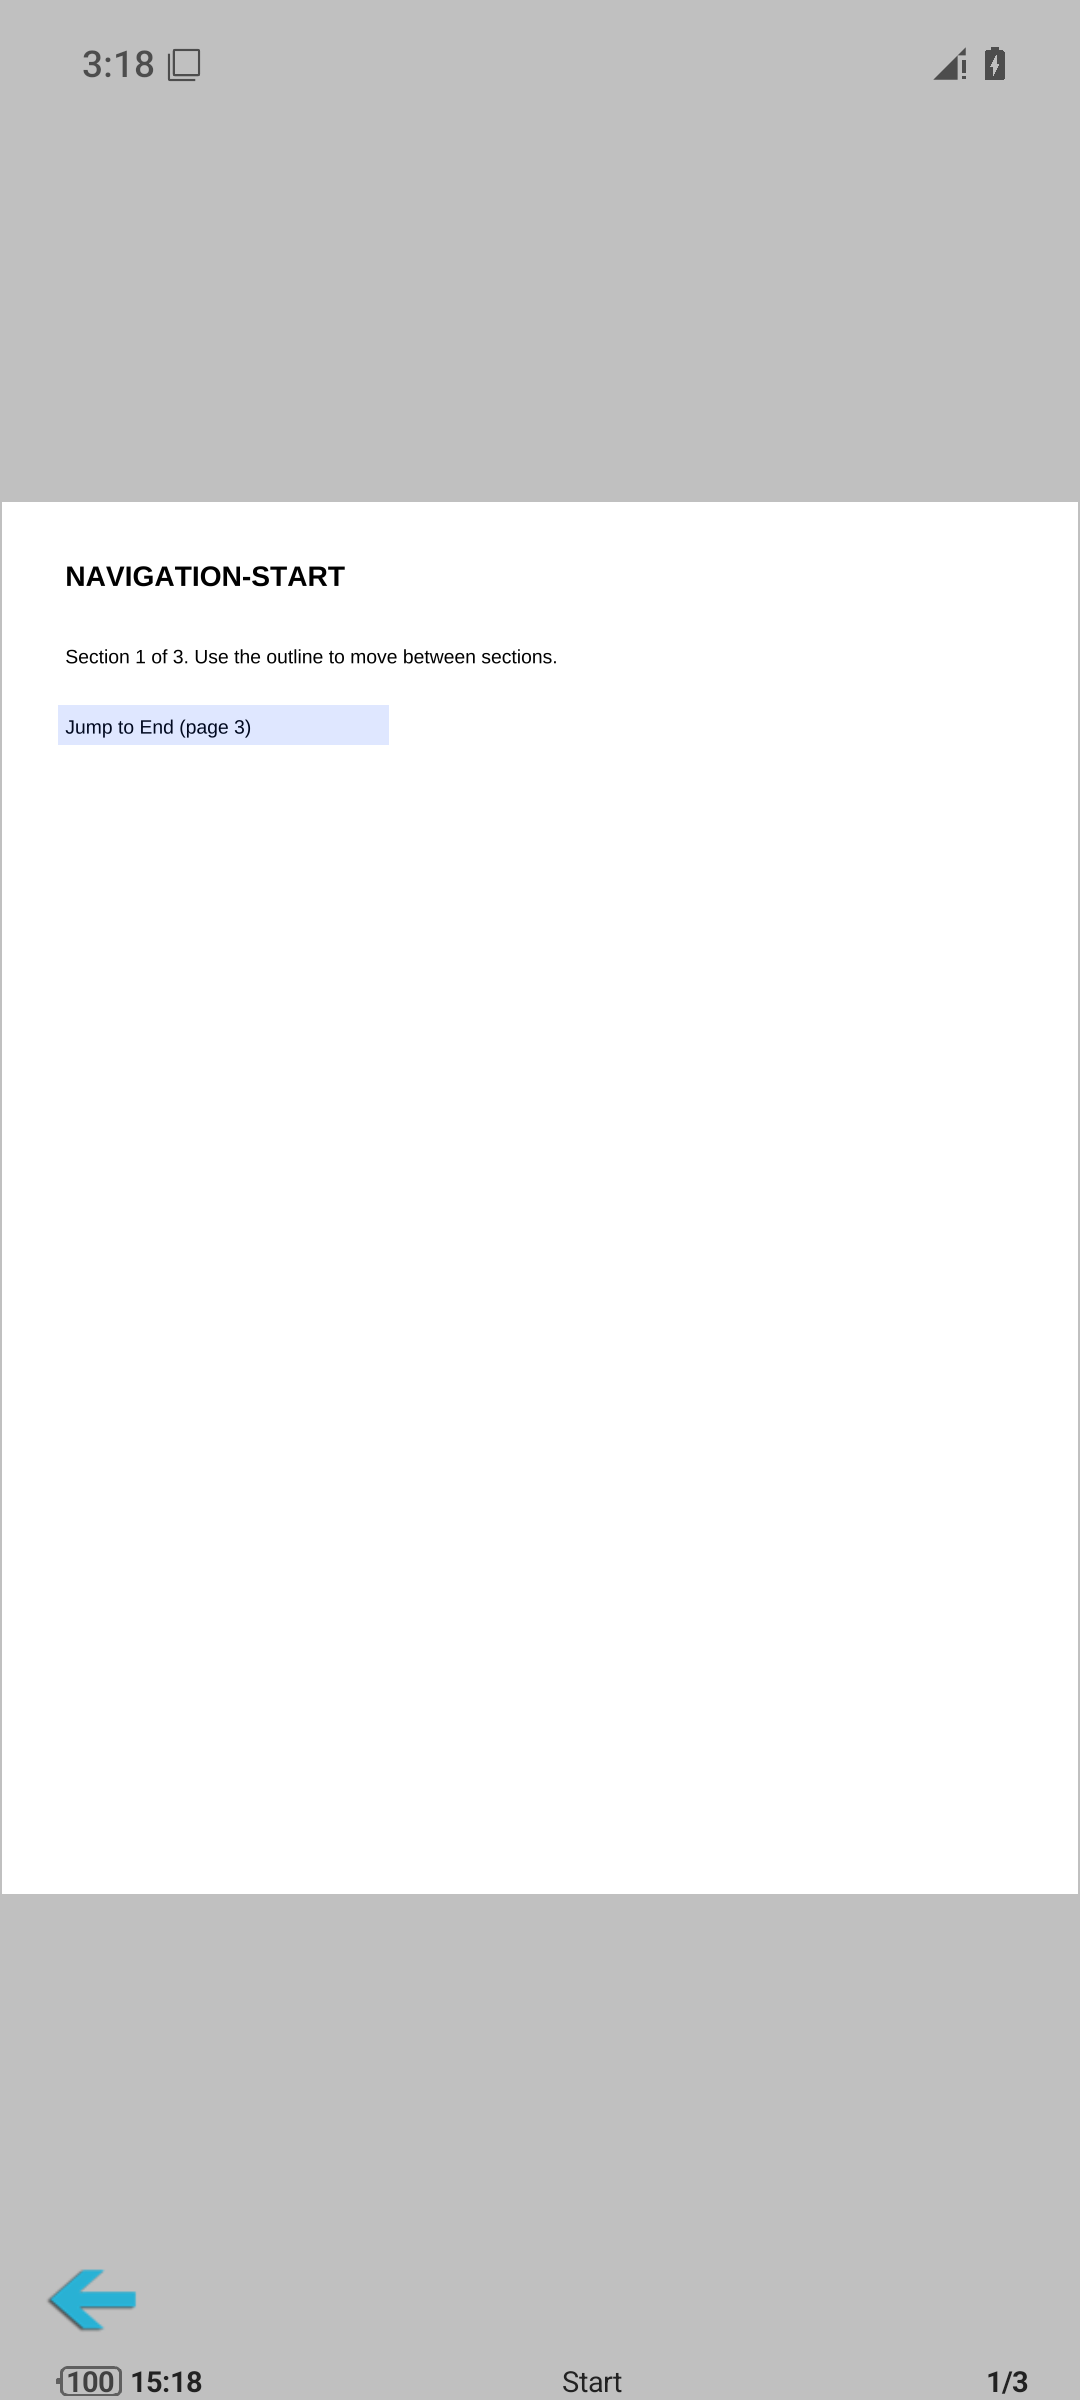 3:18
NAVIGATION-START
Section 1 of 3. Use the outline to move between sections.
Jump to End (page 3)
100 15:18 Start 1/3